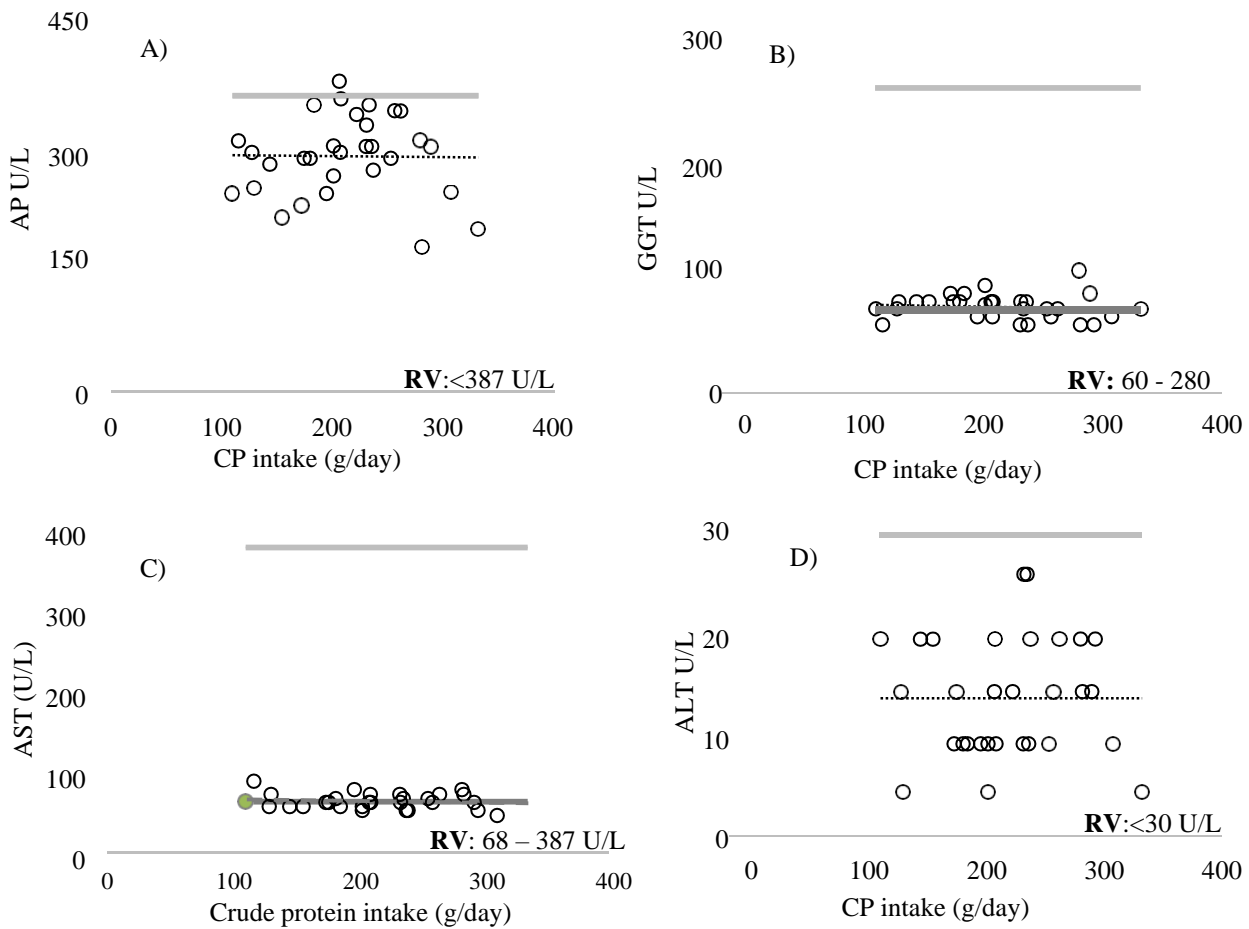 A)
450
300
150
0
AP U/L
RV:<387 U/L
0 100 200 300 400
CP intake (g/day)
B)
300
200
100
0
GGT U/L
RV: 60 - 280
0 100 200 300 400
CP intake (g/day)
C)
400
300
200
100
0
AST (U/L)
RV: 68 – 387 U/L
0 100 200 300 400
Crude protein intake (g/day)
D)
30
20
10
0
ALT U/L
RV:<30 U/L
0 100 200 300 400
CP intake (g/day)